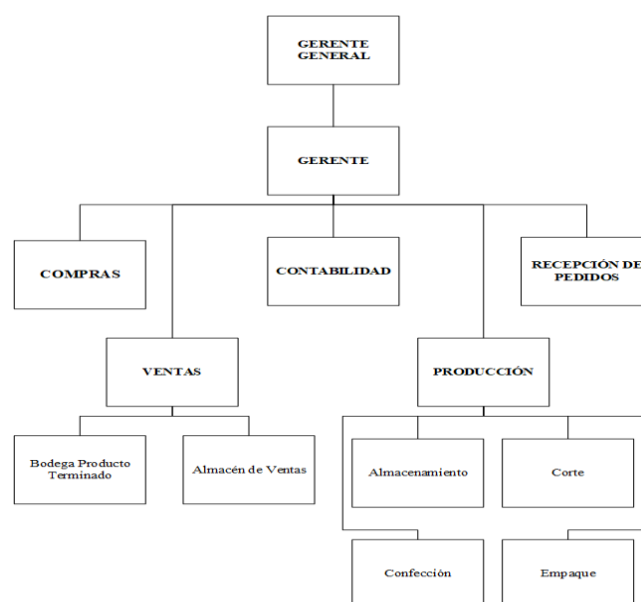 GERENTE
GENERAL
GERENTE
COMPRAS
CONTABILIDAD
RECEPCIÓN DE
PEDIDOS
VENTAS
PRODUCCIÓN
Bodega Producto
Terminado
Almacén de Ventas
Almacenamiento
Corte
Confección
Empaque